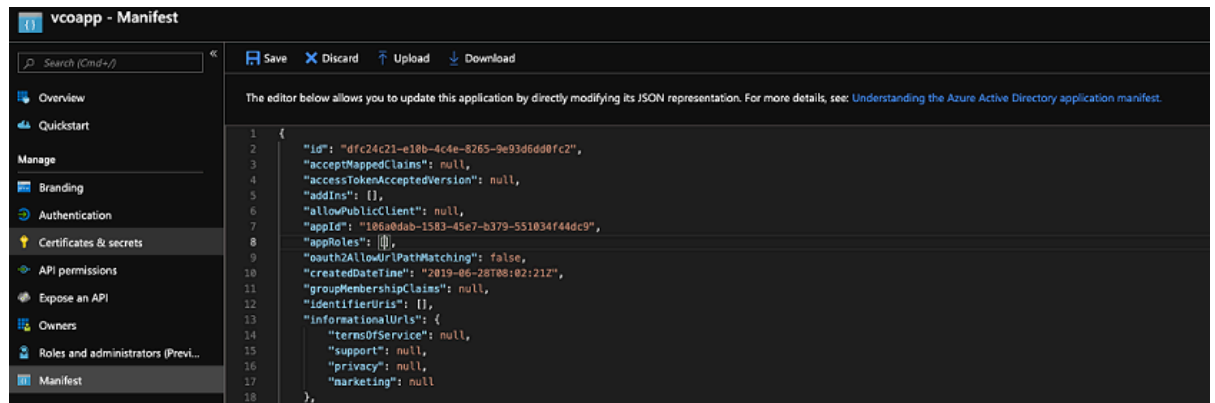 vcoapp - Manifest
Search (Cmd+/)
«
Save Discard Upload Download
Overview
Quickstart
Manage
Branding
Authentication
Certificates & secrets
API permissions
Expose an API
Owners
Roles and administrators (Previ...
Manifest
The editor below allows you to update this application by directly modifying its JSON representation. For more details, see: Understanding the Azure Active Directory application manifest.
1 {
2 "id": "dfc24c21-e10b-4c4e-8265-9e93d6dd0fc2",
3 "acceptMappedClaims": null,
4 "accessTokenAcceptedVersion": null,
5 "addIns": [],
6 "allowPublicClient": null,
7 "appId": "106a0dab-1583-45e7-b379-551034f44dc9",
8 "appRoles": [],
9 "oauth2AllowUrlPathMatching": false,
10 "createdDateTime": "2019-06-28T08:02:21Z",
11 "groupMembershipClaims": null,
12 "identifierUris": [],
13 "informationalUrls": {
14 "termsOfService": null,
15 "support": null,
16 "privacy": null,
17 "marketing": null
18 },